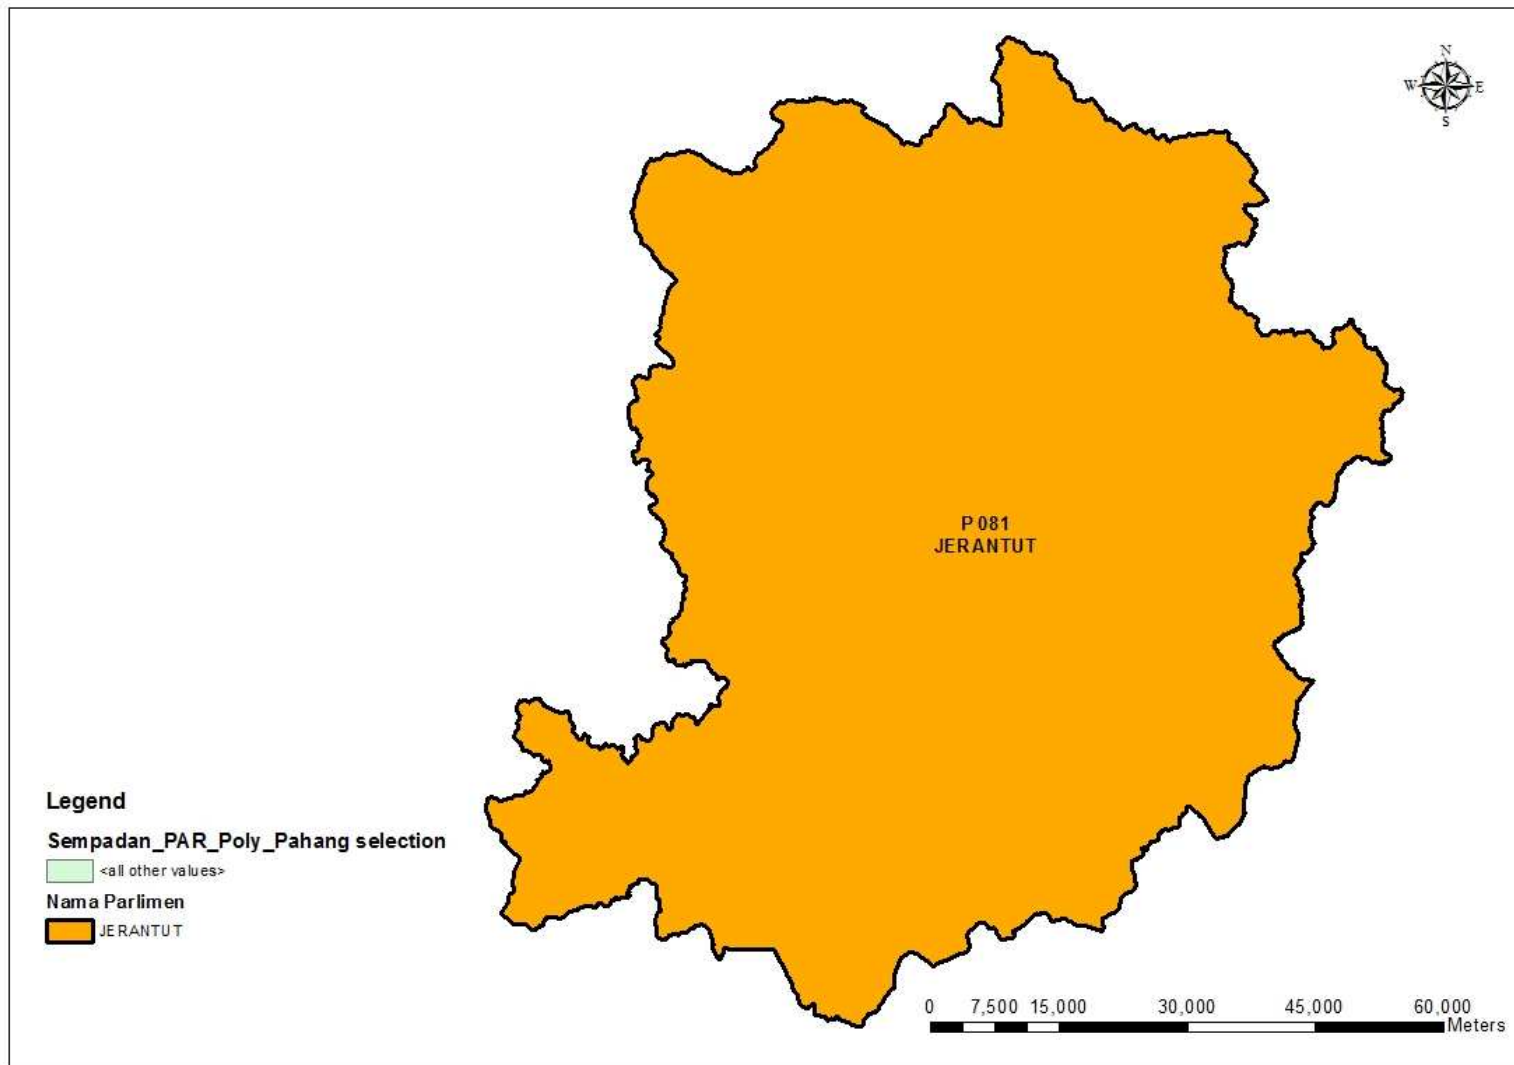 N
W E
S
P 081
JERANTUT
Legend
Sempadan_PAR_Poly_Pahang selection
<all other values>
Nama Parlimen
JERANTUT
0 7,500 15,000 30,000 45,000 60,000
Meters